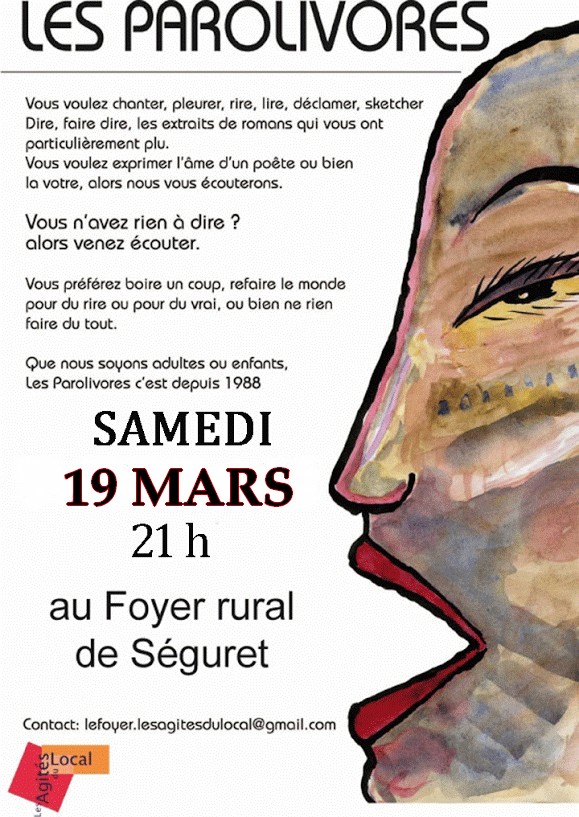 LES PAROLIVORES
Vous voulez chanter, pleurer, rire, lire, déclamer, sketcher
Dire, faire dire, les extraits de romans qui vous ont
particulièrement plu.
Vous voulez exprimer l'âme d'un poête ou bien
la votre, alors nous vous écouterons.
Vous n'avez rien à dire ?
alors venez écouter.
Vous préférez boire un coup, refaire le monde
pour du rire ou pour du vrai, ou bien ne rien
faire du tout.
Que nous soyons adultes ou enfants,
Les Parolivores c'est depuis 1988
SAMEDI
19 MARS
21 h
au Foyer rural
de Séguret
Contact: lefoyer.lesagitesdulocal@gmail.com
Les Agités du Local